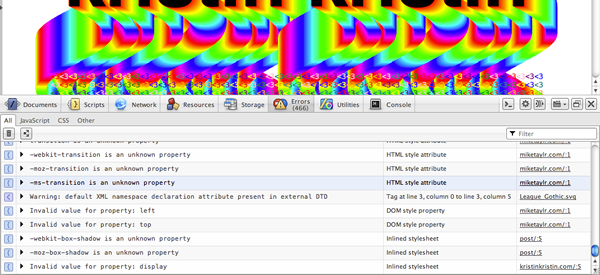 Kristin Kristin
<3<3 <3<3 <3<3 <3<3 <3<3
Documents Scripts Network Resources Storage Errors (466) Utilities Console
All JavaScript CSS Other
Filter
transition is an unknown property HTML style attribute miketaylr.com/:1
-webkit-transition is an unknown property HTML style attribute miketaylr.com/:1
-moz-transition is an unknown property HTML style attribute miketaylr.com/:1
-ms-transition is an unknown property HTML style attribute miketaylr.com/:1
Warning: default XML namespace declaration attribute present in external DTD Tag at line 3, column 0 to line 3, column 5 League_Gothic.svg
Invalid value for property: left DOM style property miketaylr.com/:1
Invalid value for property: top DOM style property miketaylr.com/:1
-webkit-box-shadow is an unknown property Inlined stylesheet post/:5
-moz-box-shadow is an unknown property Inlined stylesheet post/:5
Invalid value for property: display Inlined stylesheet kristinkristin.com/:1